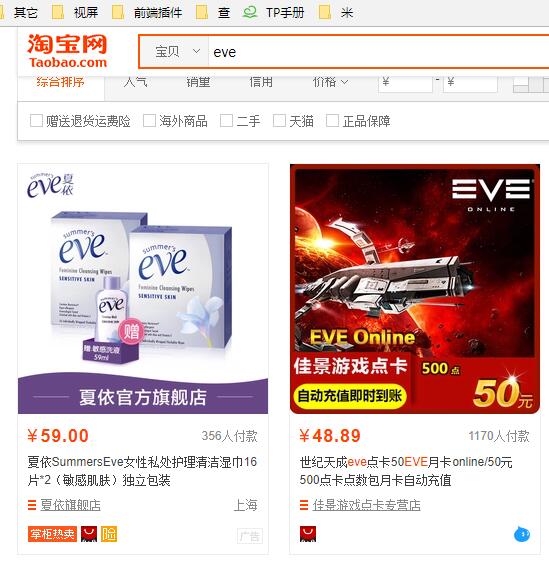 其它 视屏 前端插件 查 TP手册 米
淘宝网
Taobao.com
宝贝 eve
综合排序 人气 销量 信用 价格 ¥ - ¥
赠送退货运费险 海外商品 二手 天猫 正品保障
summer's
eve 夏依
summer's
eve
Feminine Cleansing Wipes
SENSITIVE SKIN
summer's
eve
Feminine Cleansing Wipes
SENSITIVE SKIN
eve
赠
赠.敏感洗液
59ml
夏依官方旗舰店
EVE
ONLINE
EVE Online
佳景游戏点卡 500 点
自动充值即时到账 50元
¥59.00 356人付款
夏依SummersEve女性私处护理清洁湿巾16
片*2（敏感肌肤）独立包装
夏依旗舰店 上海
掌柜热卖 险 广告
¥48.89 1170人付款
世纪天成eve点卡50EVE月卡online/50元
500点卡点数包月卡自动充值
佳景游戏点卡专营店